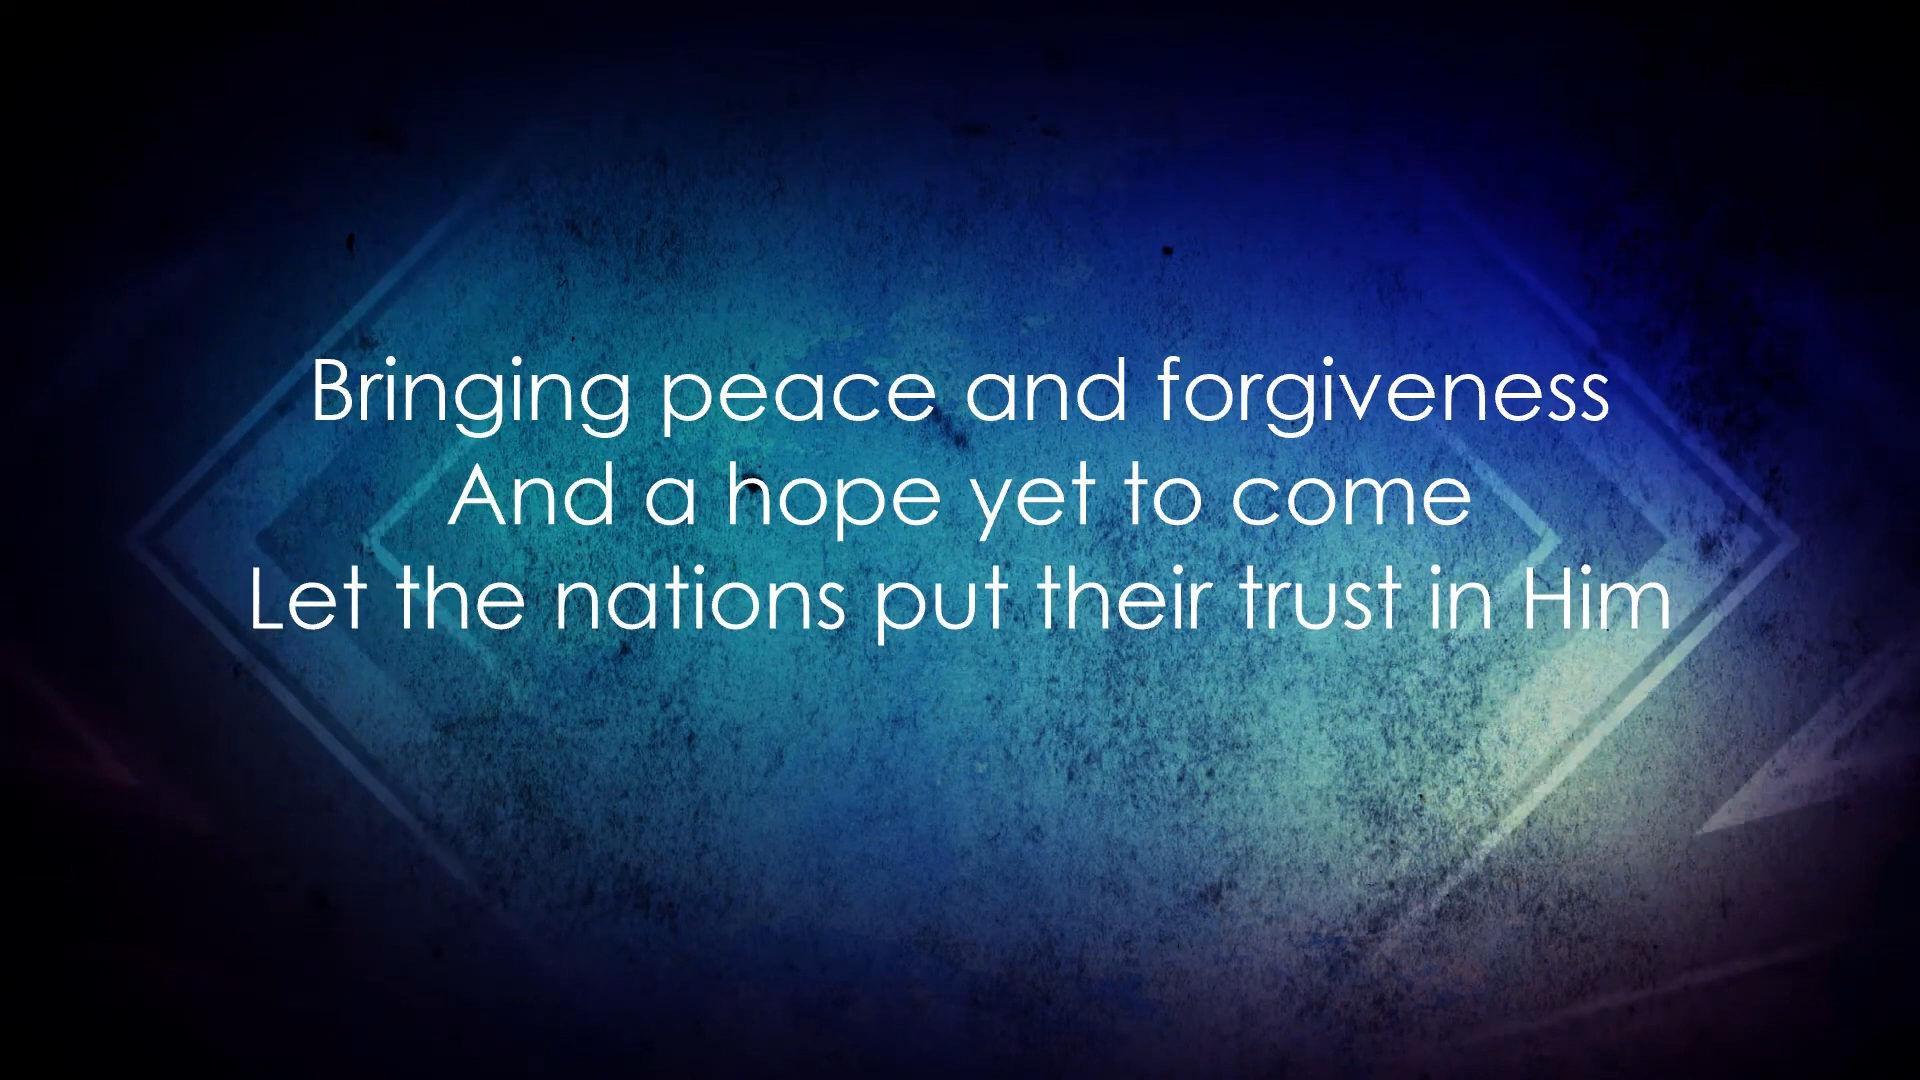 Bringing peace and forgiveness
And a hope yet to come
Let the nations put their trust in Him